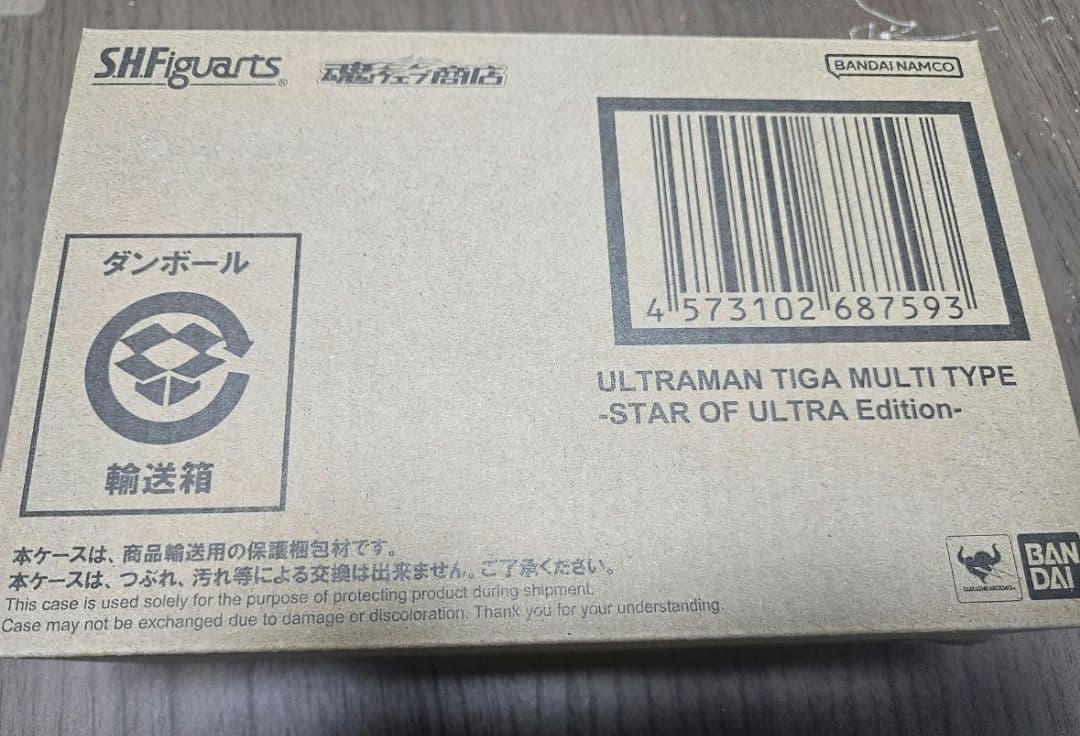 S.H.Figuarts
魂ウェブ商店
BANDAI NAMCO
4 573102 687593
ULTRAMAN TIGA MULTI TYPE
-STAR OF ULTRA Edition-
ダンボール
輸送箱
本ケースは、商品輸送用の保護梱包材です。
本ケースは、つぶれ、汚れ等による交換は出来ません。ご了承ください。
This case is used solely for the purpose of protecting product during shipment.
Case may not be exchanged due to damage or discoloration. Thank you for your understanding.
TAMASHII NATIONS
BAN
DAI